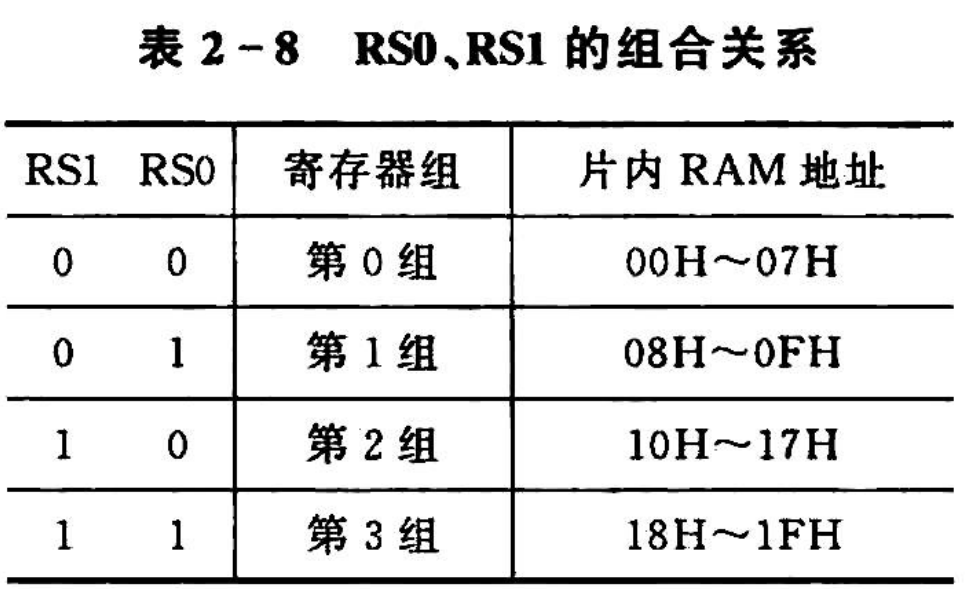 表 2-8 RS0、RS1 的组合关系
RS1 RS0 寄存器组 片内 RAM 地址
0 0 第 0 组 00H～07H
0 1 第 1 组 08H～0FH
1 0 第 2 组 10H～17H
1 1 第 3 组 18H～1FH